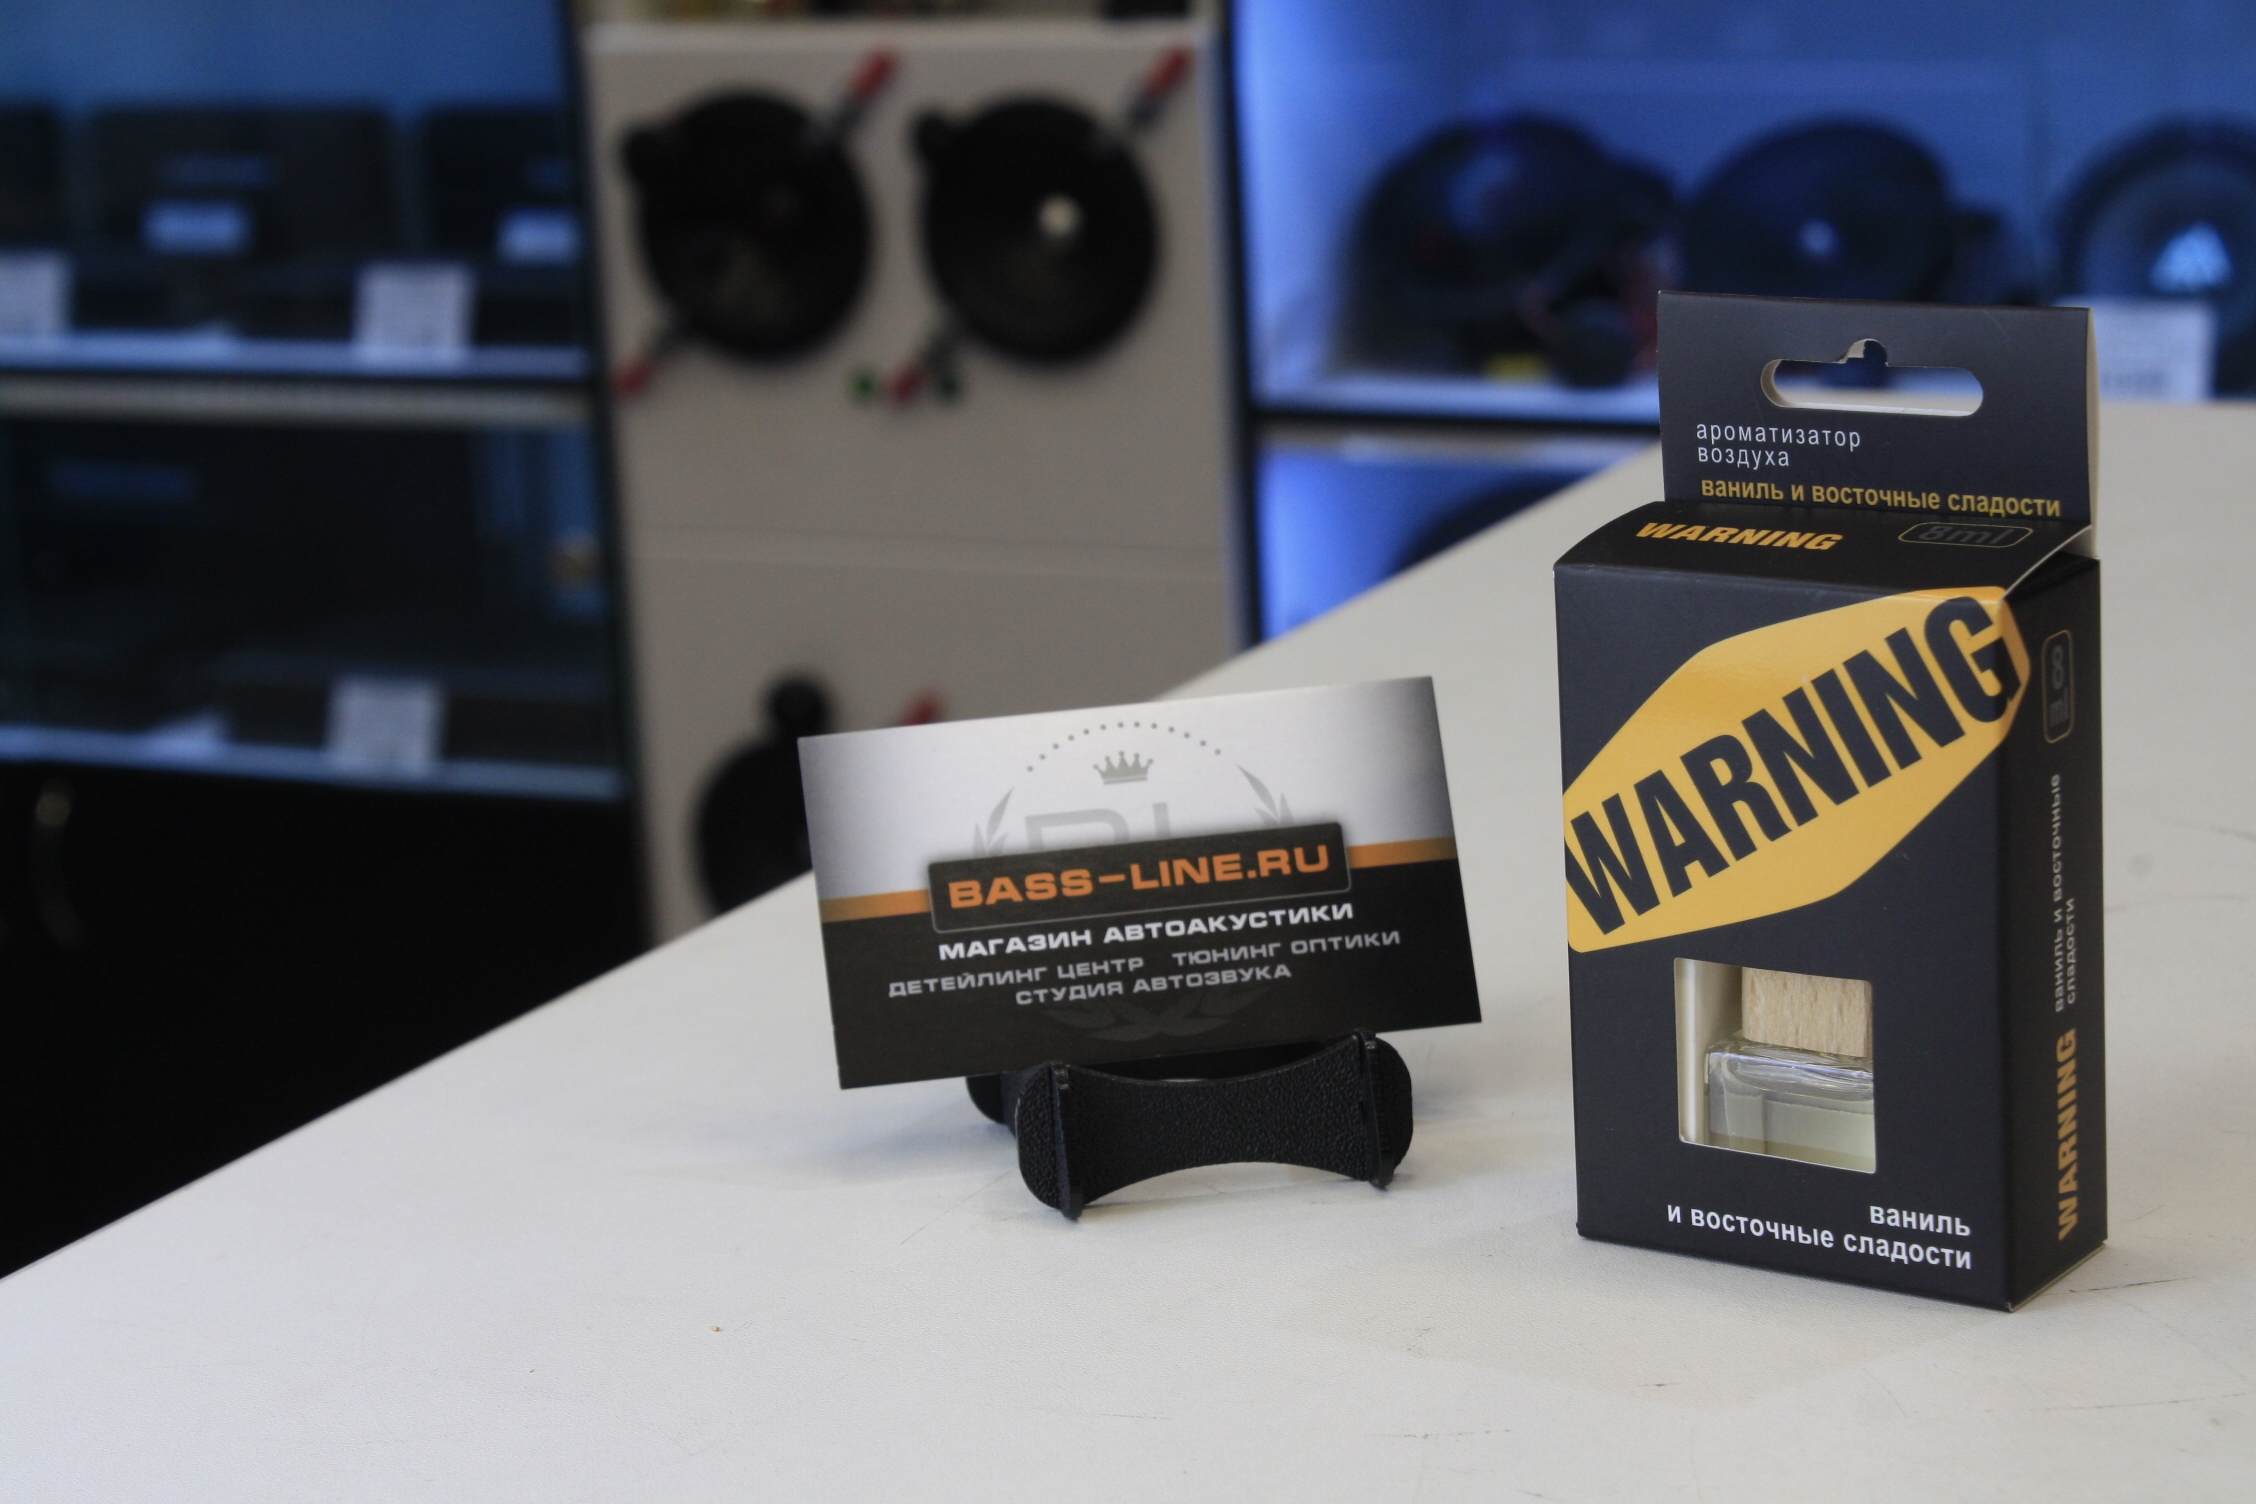 BASS-LINE.RU
МАГАЗИН АВТОАКУСТИКИ
ДЕТЕЙЛИНГ ЦЕНТР ТЮНИНГ ОПТИКИ
СТУДИЯ АВТОЗВУКА
ароматизатор
воздуха
ваниль и восточные сладости
WARNING 8ml
WARNING
ваниль
и восточные сладости
WARNING
ваниль и восточные
сладости
8 ml